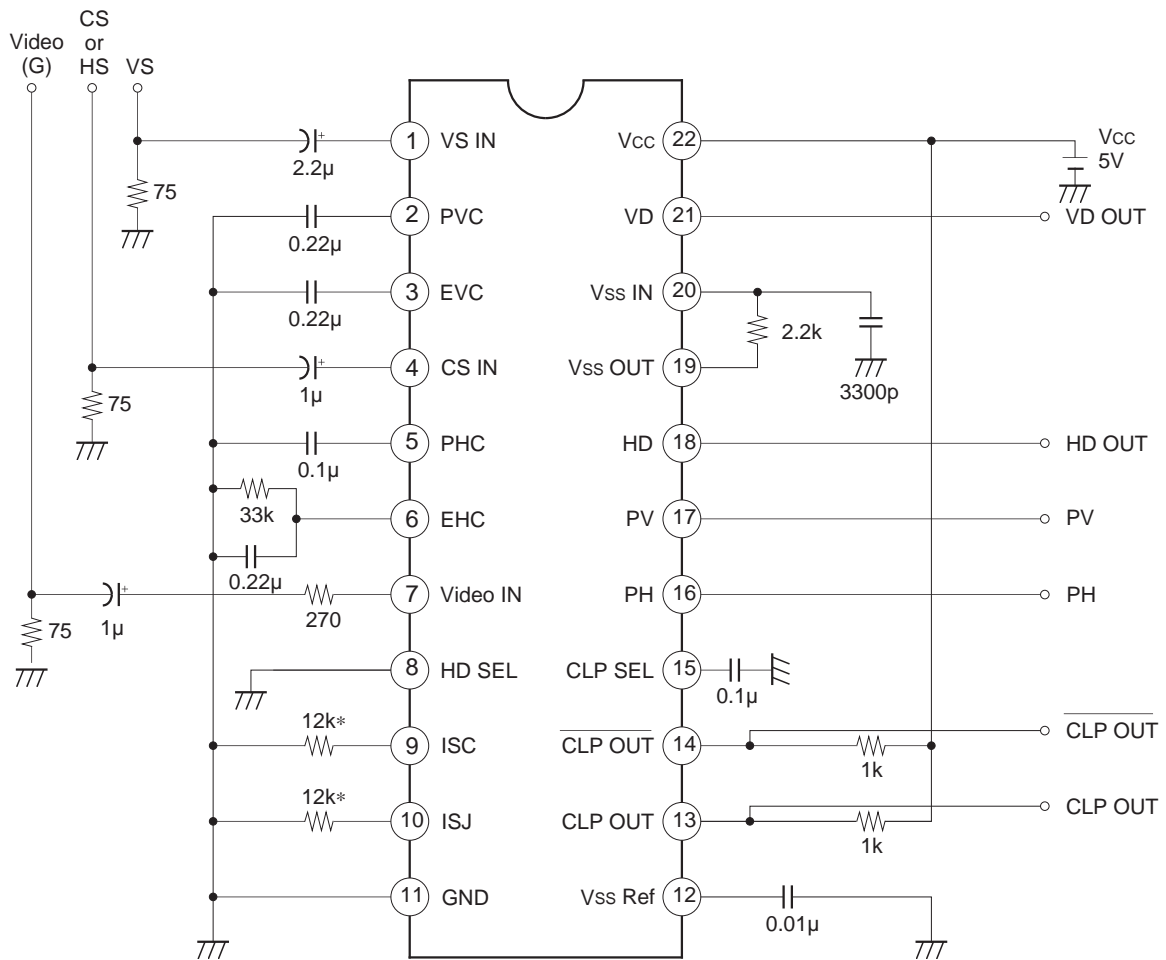 Video
(G)
CS
or
HS
VS
75
2.2µ
+
1
VS IN
0.22µ
2
PVC
0.22µ
3
EVC
75
1µ
+
4
CS IN
0.1µ
5
PHC
33k
0.22µ
6
EHC
75
1µ
+
270
7
Video IN
8
HD SEL
12k*
9
ISC
12k*
10
ISJ
11
GND
VCC
22
VCC
5V
VD
21
VD OUT
VSS IN
20
2.2k
3300p
VSS OUT
19
HD
18
HD OUT
PV
17
PV
PH
16
PH
CLP SEL
15
0.1µ
CLP OUT
14
1k
CLP OUT
CLP OUT
13
1k
CLP OUT
VSS Ref
12
0.01µ